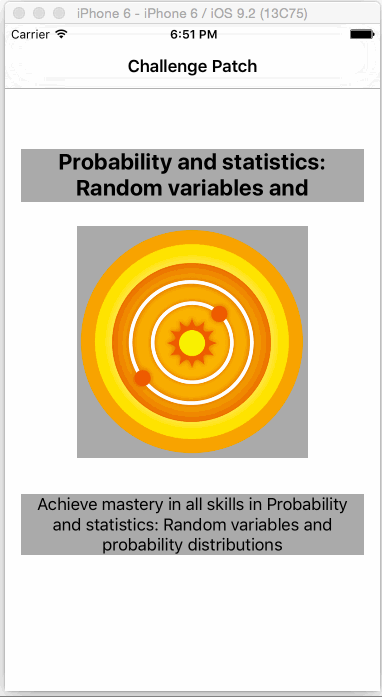 iPhone 6 - iPhone 6 / iOS 9.2 (13C75)
Carrier 6:51 PM
Challenge Patch
Probability and statistics:
Random variables and
Achieve mastery in all skills in Probability
and statistics: Random variables and
probability distributions